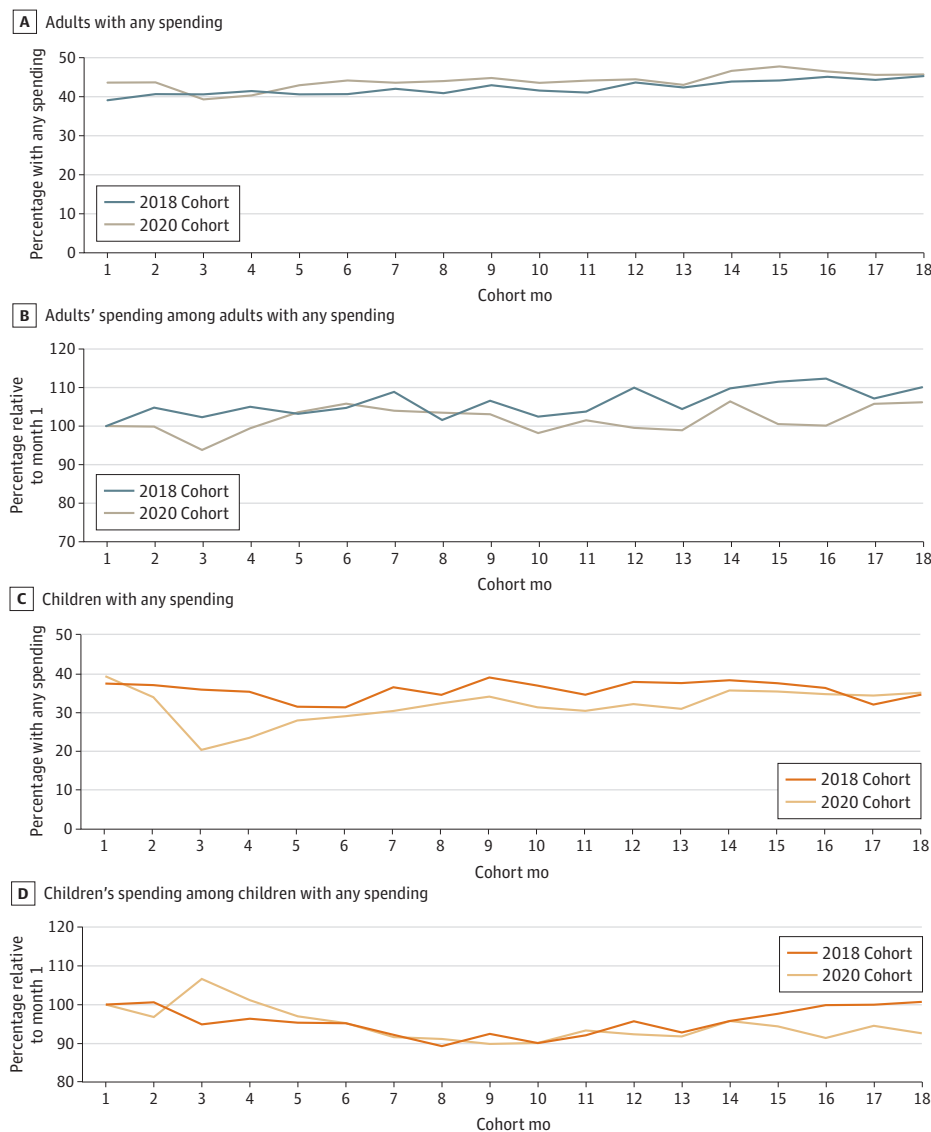 A Adults with any spending
Percentage with any spending
50
40
30
20
10
0
2018 Cohort
2020 Cohort
1 2 3 4 5 6 7 8 9 10 11 12 13 14 15 16 17 18
Cohort mo
B Adults’ spending among adults with any spending
Percentage relative
to month 1
120
110
100
90
80
70
2018 Cohort
2020 Cohort
1 2 3 4 5 6 7 8 9 10 11 12 13 14 15 16 17 18
Cohort mo
C Children with any spending
Percentage with any spending
50
40
30
20
10
0
2018 Cohort
2020 Cohort
1 2 3 4 5 6 7 8 9 10 11 12 13 14 15 16 17 18
Cohort mo
D Children’s spending among children with any spending
Percentage relative
to month 1
120
110
100
90
80
2018 Cohort
2020 Cohort
1 2 3 4 5 6 7 8 9 10 11 12 13 14 15 16 17 18
Cohort mo